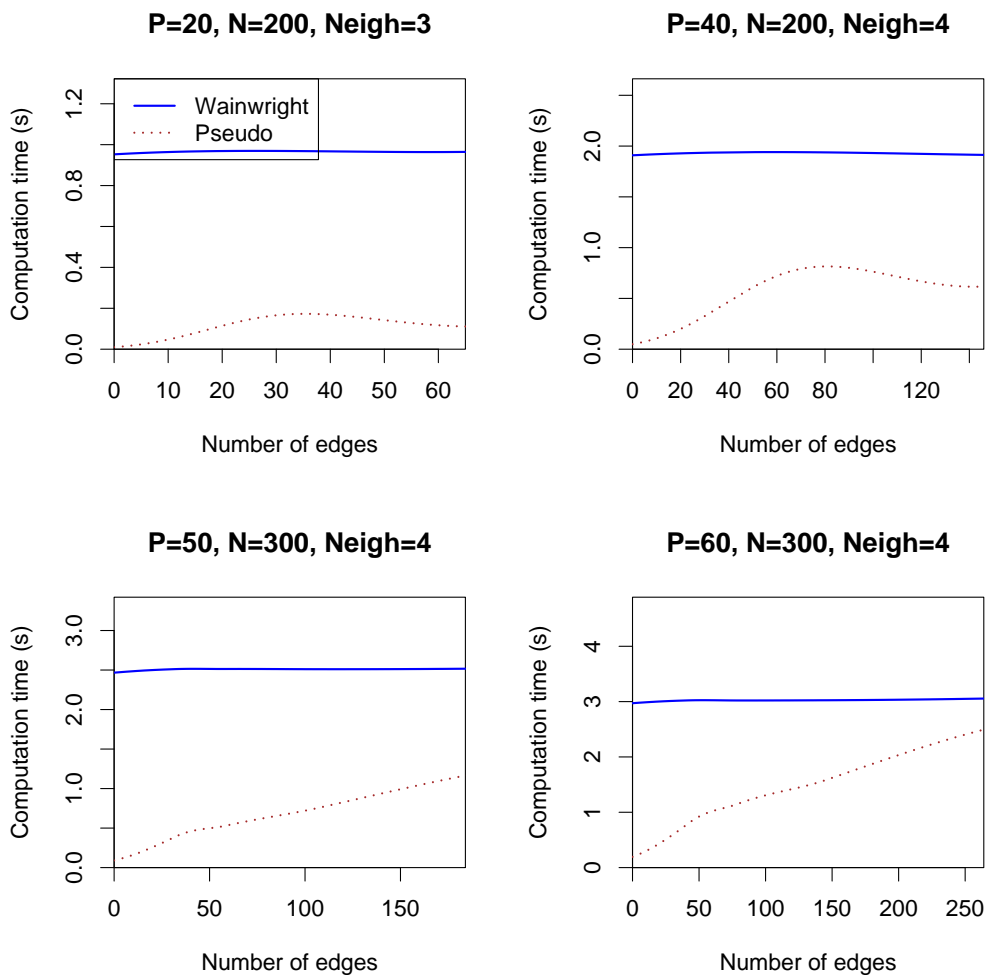 P=20, N=200, Neigh=3
Computation time (s)
0.0 0.4 0.8 1.2
Wainwright
Pseudo
0 10 20 30 40 50 60
Number of edges
P=40, N=200, Neigh=4
Computation time (s)
0.0 1.0 2.0
0 20 40 60 80 120
Number of edges
P=50, N=300, Neigh=4
Computation time (s)
0.0 1.0 2.0 3.0
0 50 100 150
Number of edges
P=60, N=300, Neigh=4
Computation time (s)
0 1 2 3 4
0 50 100 150 200 250
Number of edges